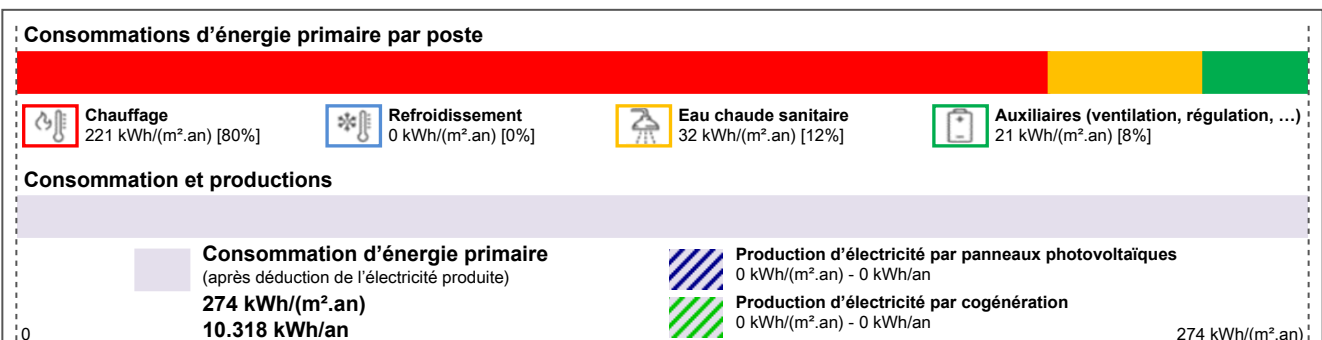 Consommations d'énergie primaire par poste
Chauffage
221 kWh/(m².an) [80%]
Refroidissement
0 kWh/(m².an) [0%]
Eau chaude sanitaire
32 kWh/(m².an) [12%]
Auxiliaires (ventilation, régulation, …)
21 kWh/(m².an) [8%]
Consommation et productions
Consommation d'énergie primaire
(après déduction de l'électricité produite)
274 kWh/(m².an)
10.318 kWh/an
Production d'électricité par panneaux photovoltaïques
0 kWh/(m².an) - 0 kWh/an
Production d'électricité par cogénération
0 kWh/(m².an) - 0 kWh/an
0
274 kWh/(m².an)